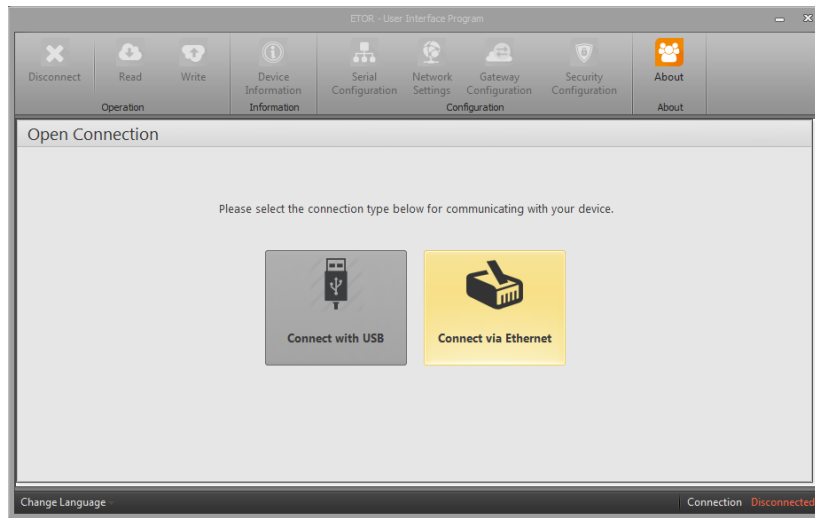 ETOR - User Interface Program
Disconnect Read Write Device Information Serial Configuration Network Settings Gateway Configuration Security Configuration About
Operation Information Configuration About
Open Connection
Please select the connection type below for communicating with your device.
Connect with USB Connect via Ethernet
Change Language Connection Disconnected